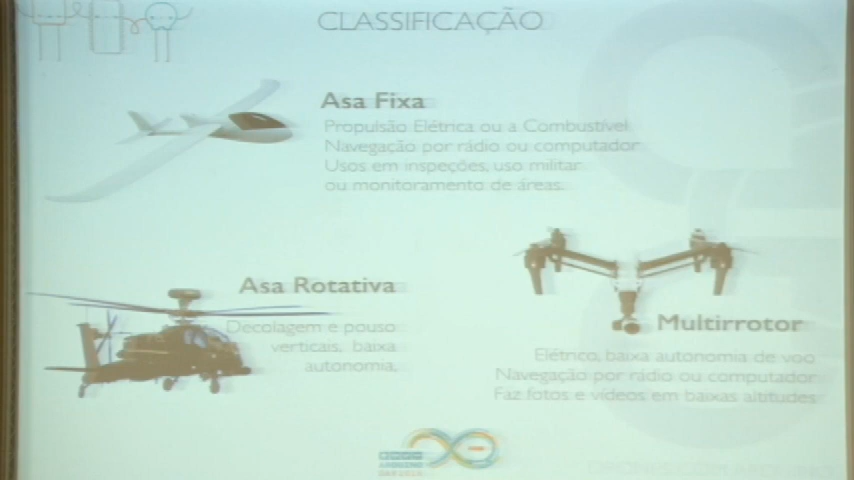 CLASSIFICAÇÃO
Asa Fixa
Propulsão Elétrica ou a Combustível
Navegação por rádio ou computador
Usos em inspeções, uso militar
ou monitoramento de áreas.
Asa Rotativa
Decolagem e pouso
verticais, baixa
autonomia.
Multirrotor
Elétrico, baixa autonomia de voo
Navegação por rádio ou computador
Faz fotos e vídeos em baixas altitudes